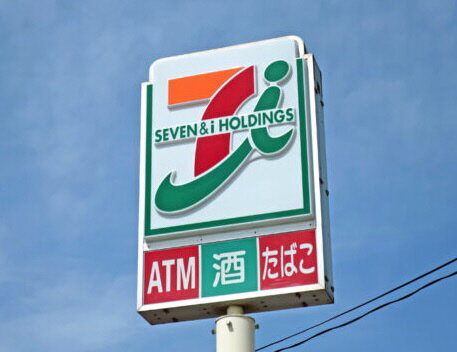 SEVEN&i HOLDINGS
ATM 酒 たばこ